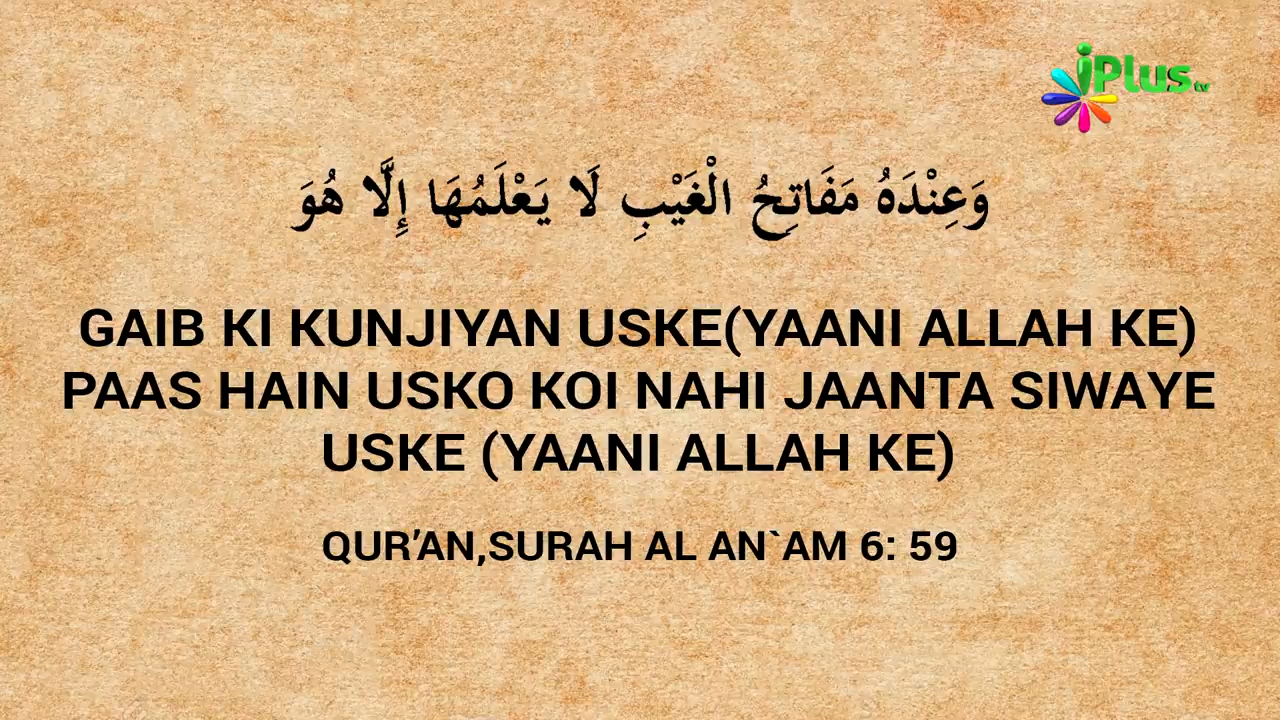 iPlus tv
وَعِنْدَهُ مَفَاتِحُ الْغَيْبِ لَا يَعْلَمُهَا إِلَّا هُوَ
GAIB KI KUNJIYAN USKE(YAANI ALLAH KE)
PAAS HAIN USKO KOI NAHI JAANTA SIWAYE
USKE (YAANI ALLAH KE)
QUR’AN,SURAH AL AN`AM 6: 59